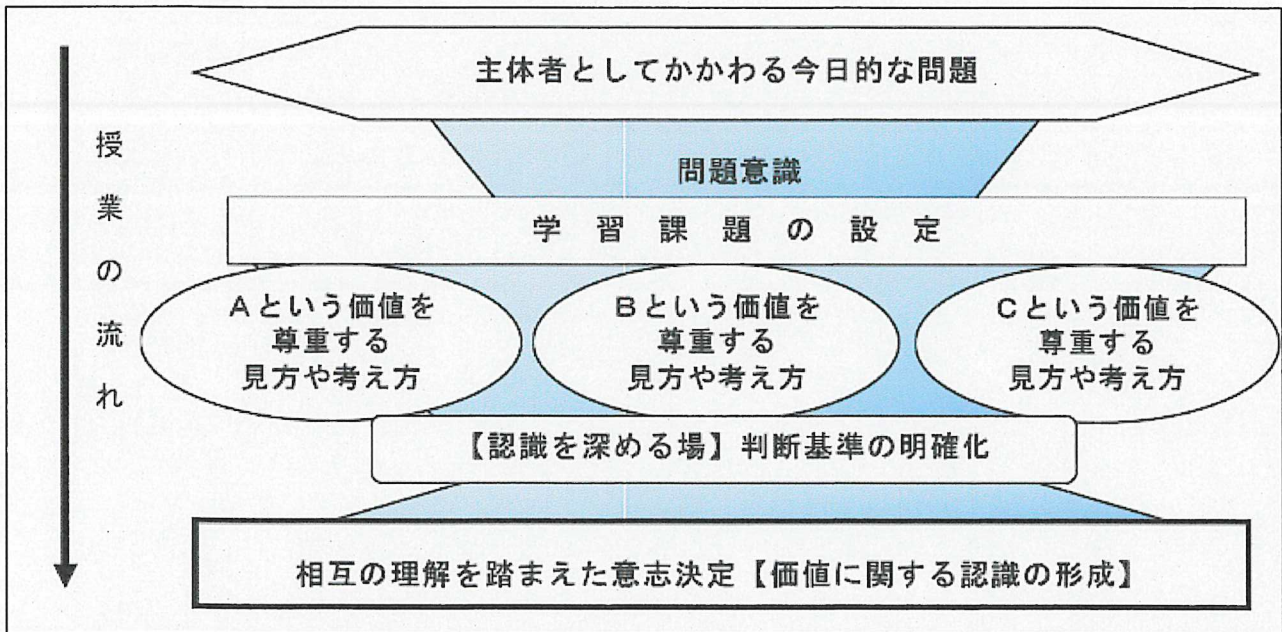 主体者としてかかわる今日的な問題
授業の流れ
問題意識
学習課題の設定
Aという価値を
尊重する
見方や考え方
Bという価値を
尊重する
見方や考え方
Cという価値を
尊重する
見方や考え方
【認識を深める場】判断基準の明確化
相互の理解を踏まえた意志決定【価値に関する認識の形成】